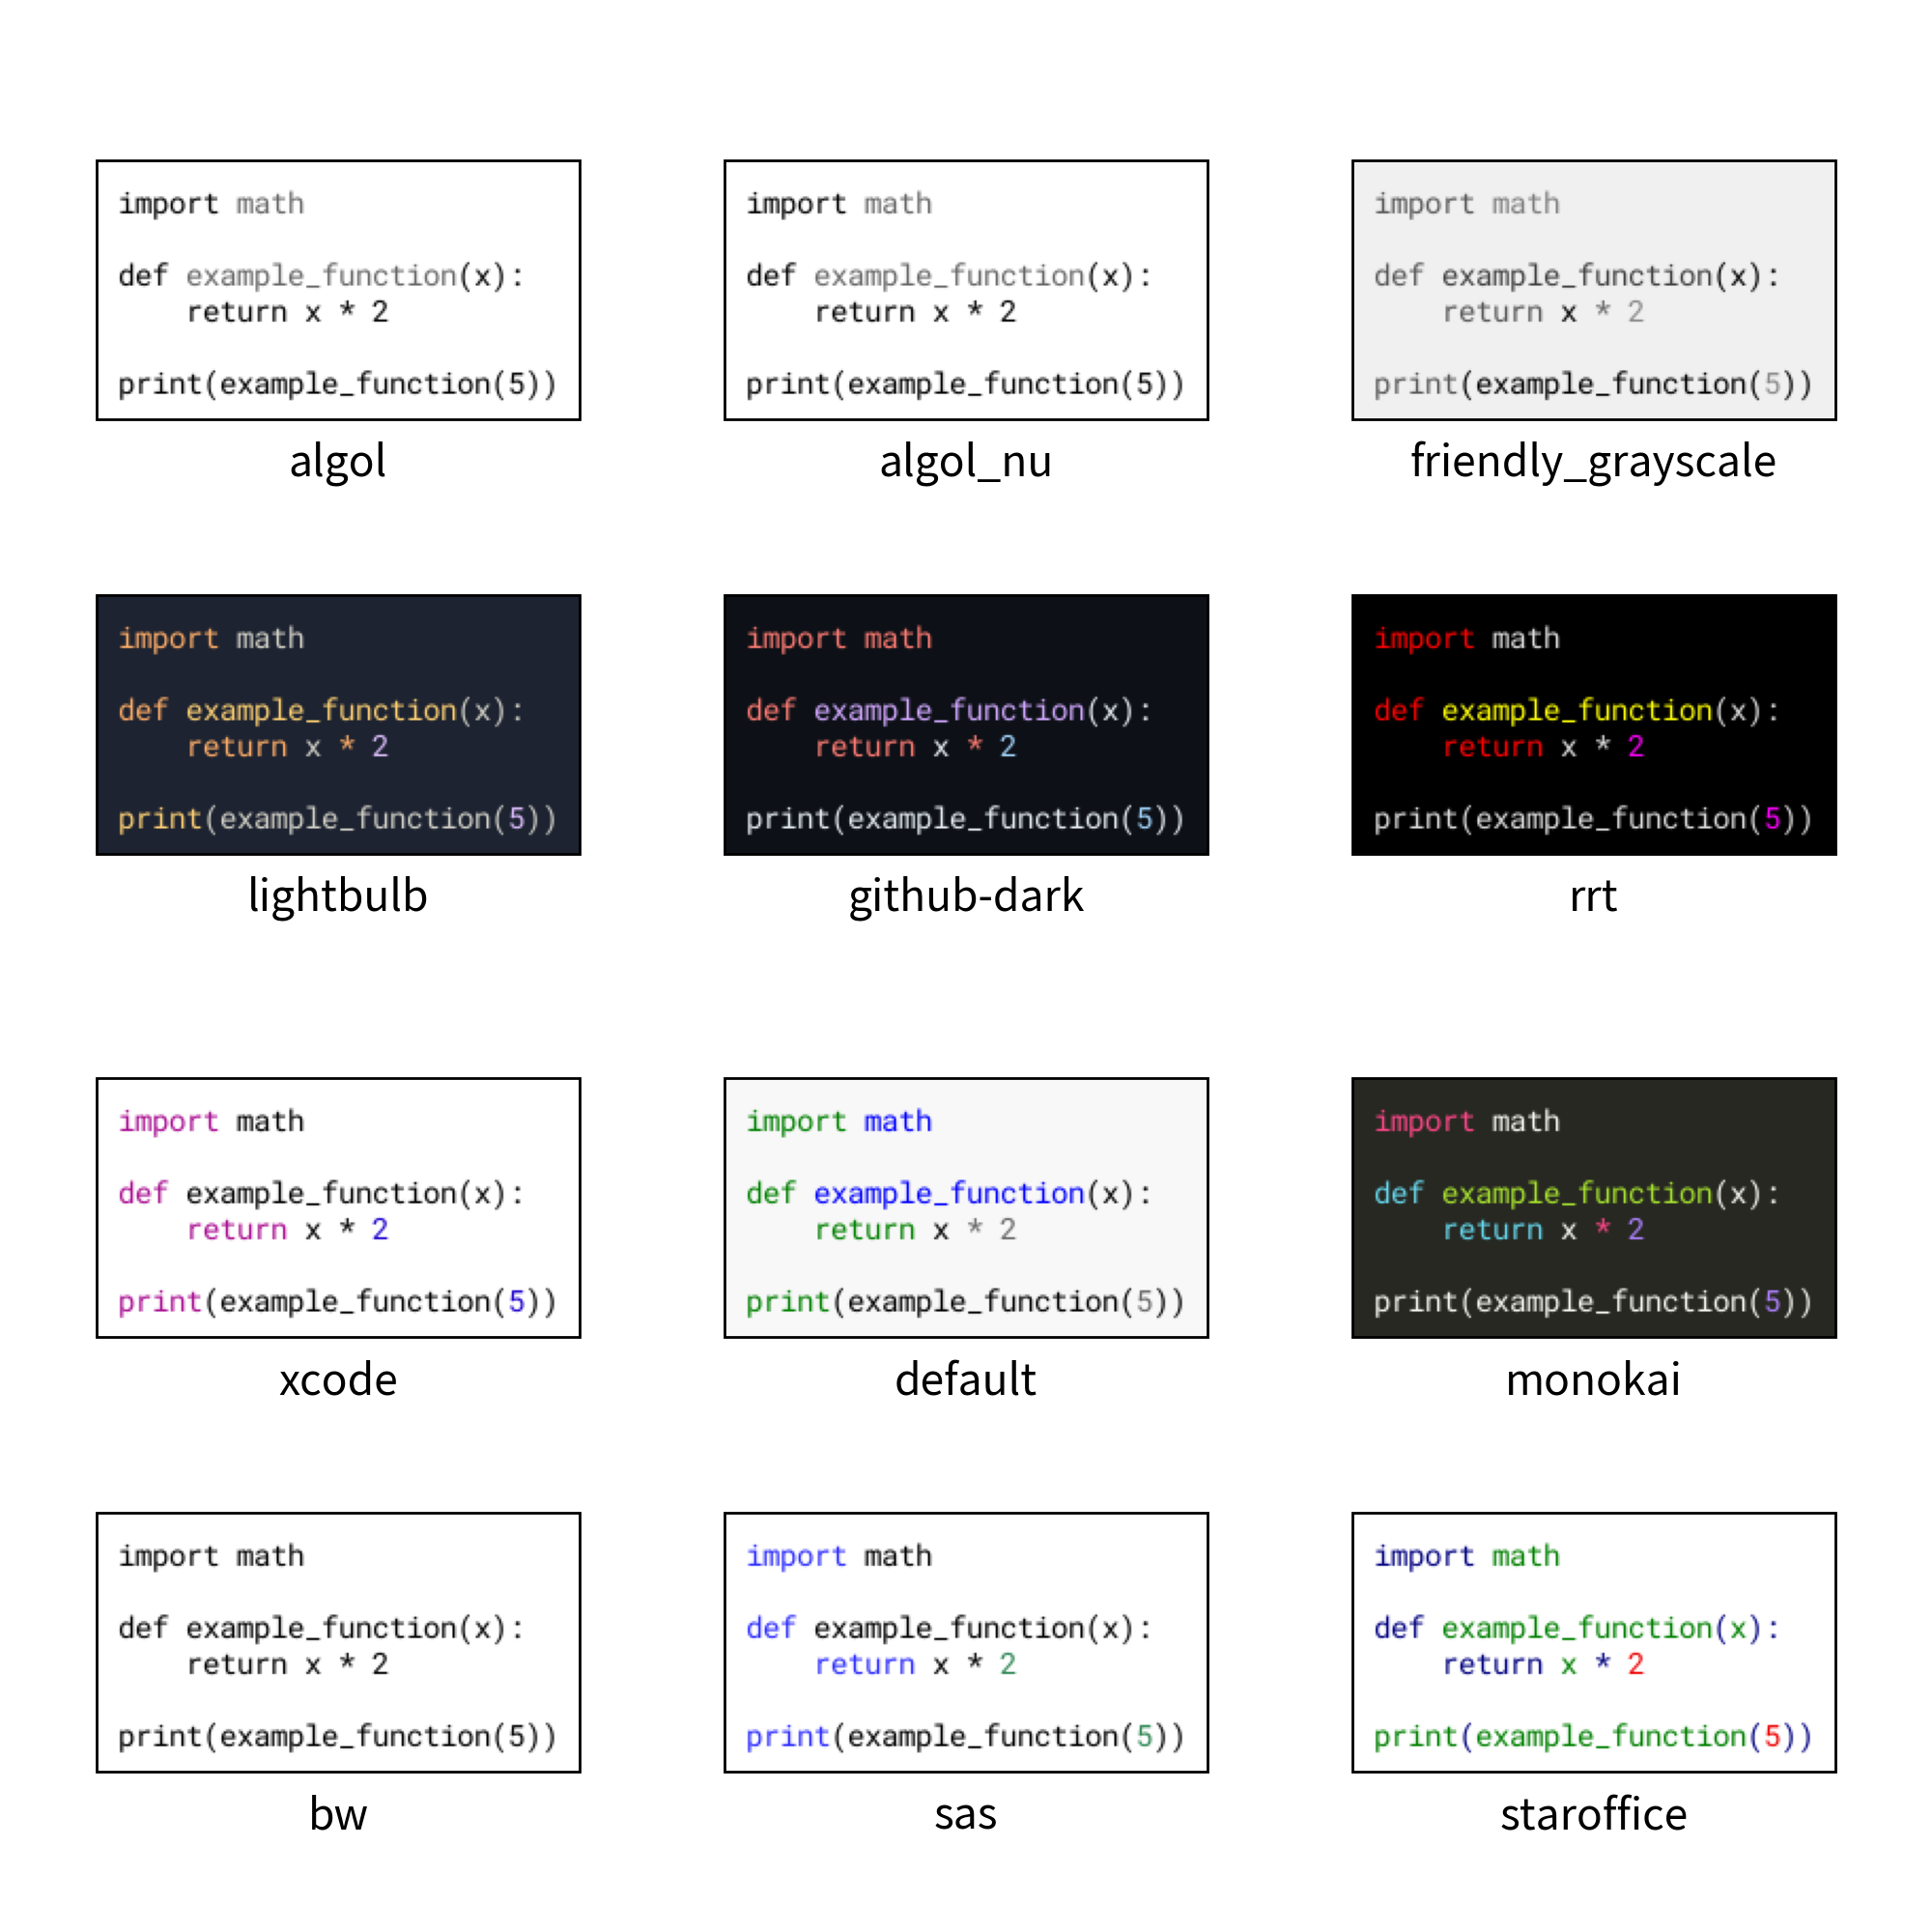 import math
def example_function(x):
    return x * 2
print(example_function(5))
algol
import math
def example_function(x):
    return x * 2
print(example_function(5))
algol_nu
import math
def example_function(x):
    return x * 2
print(example_function(5))
friendly_grayscale
import math
def example_function(x):
    return x * 2
print(example_function(5))
lightbulb
import math
def example_function(x):
    return x * 2
print(example_function(5))
github-dark
import math
def example_function(x):
    return x * 2
print(example_function(5))
rrt
import math
def example_function(x):
    return x * 2
print(example_function(5))
xcode
import math
def example_function(x):
    return x * 2
print(example_function(5))
default
import math
def example_function(x):
    return x * 2
print(example_function(5))
monokai
import math
def example_function(x):
    return x * 2
print(example_function(5))
bw
import math
def example_function(x):
    return x * 2
print(example_function(5))
sas
import math
def example_function(x):
    return x * 2
print(example_function(5))
staroffice